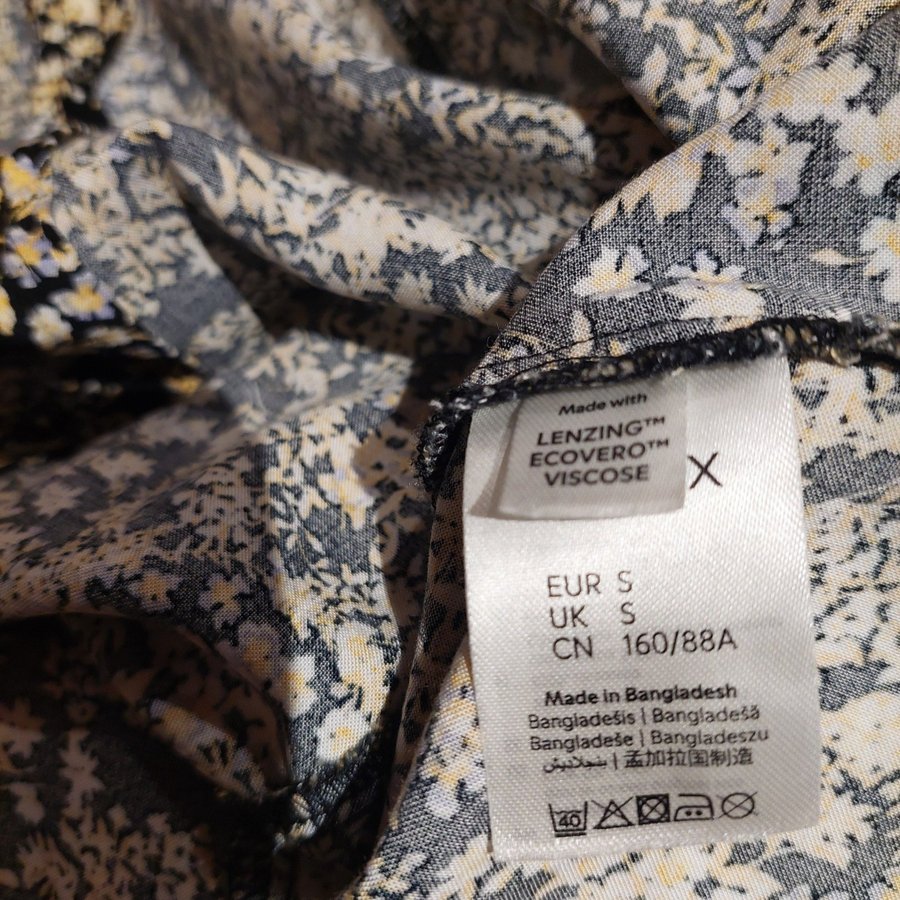 Made with
LENZING™
ECOVERO™
VISCOSE
X
EUR S
UK S
CN 160/88A
Made in Bangladesh
Bangladešis | Bangladešā
Bangladeše | Bangladeszu
بنجلاديش | 孟加拉国制造
40